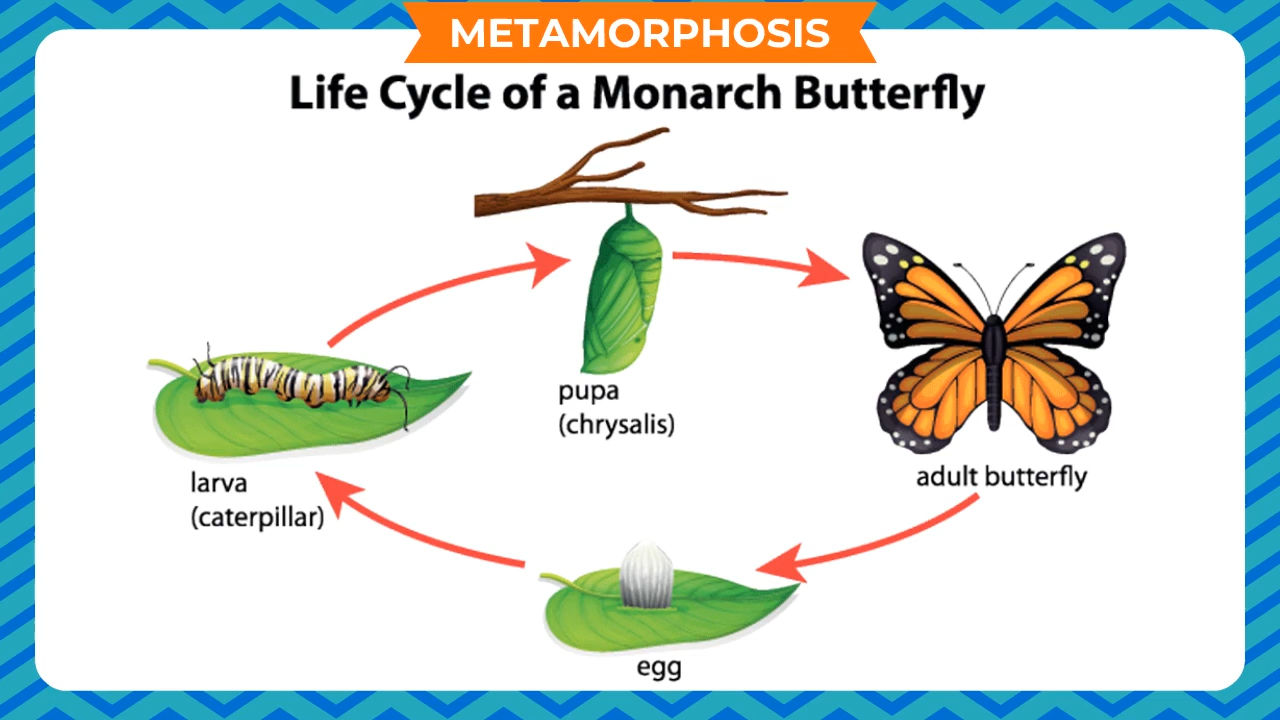 METAMORPHOSIS
Life Cycle of a Monarch Butterfly
pupa
(chrysalis)
adult butterfly
larva
(caterpillar)
egg